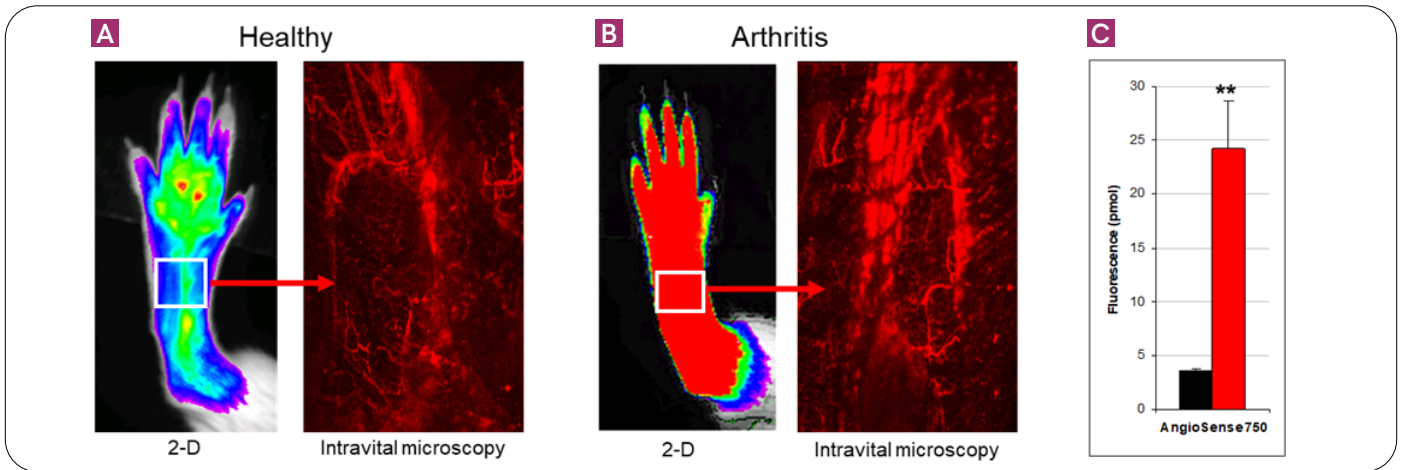 A
Healthy
2-D
Intravital microscopy
B
Arthritis
2-D
Intravital microscopy
C
**
30
25
20
15
10
5
0
Fluorescence (pmol)
AngioSense750